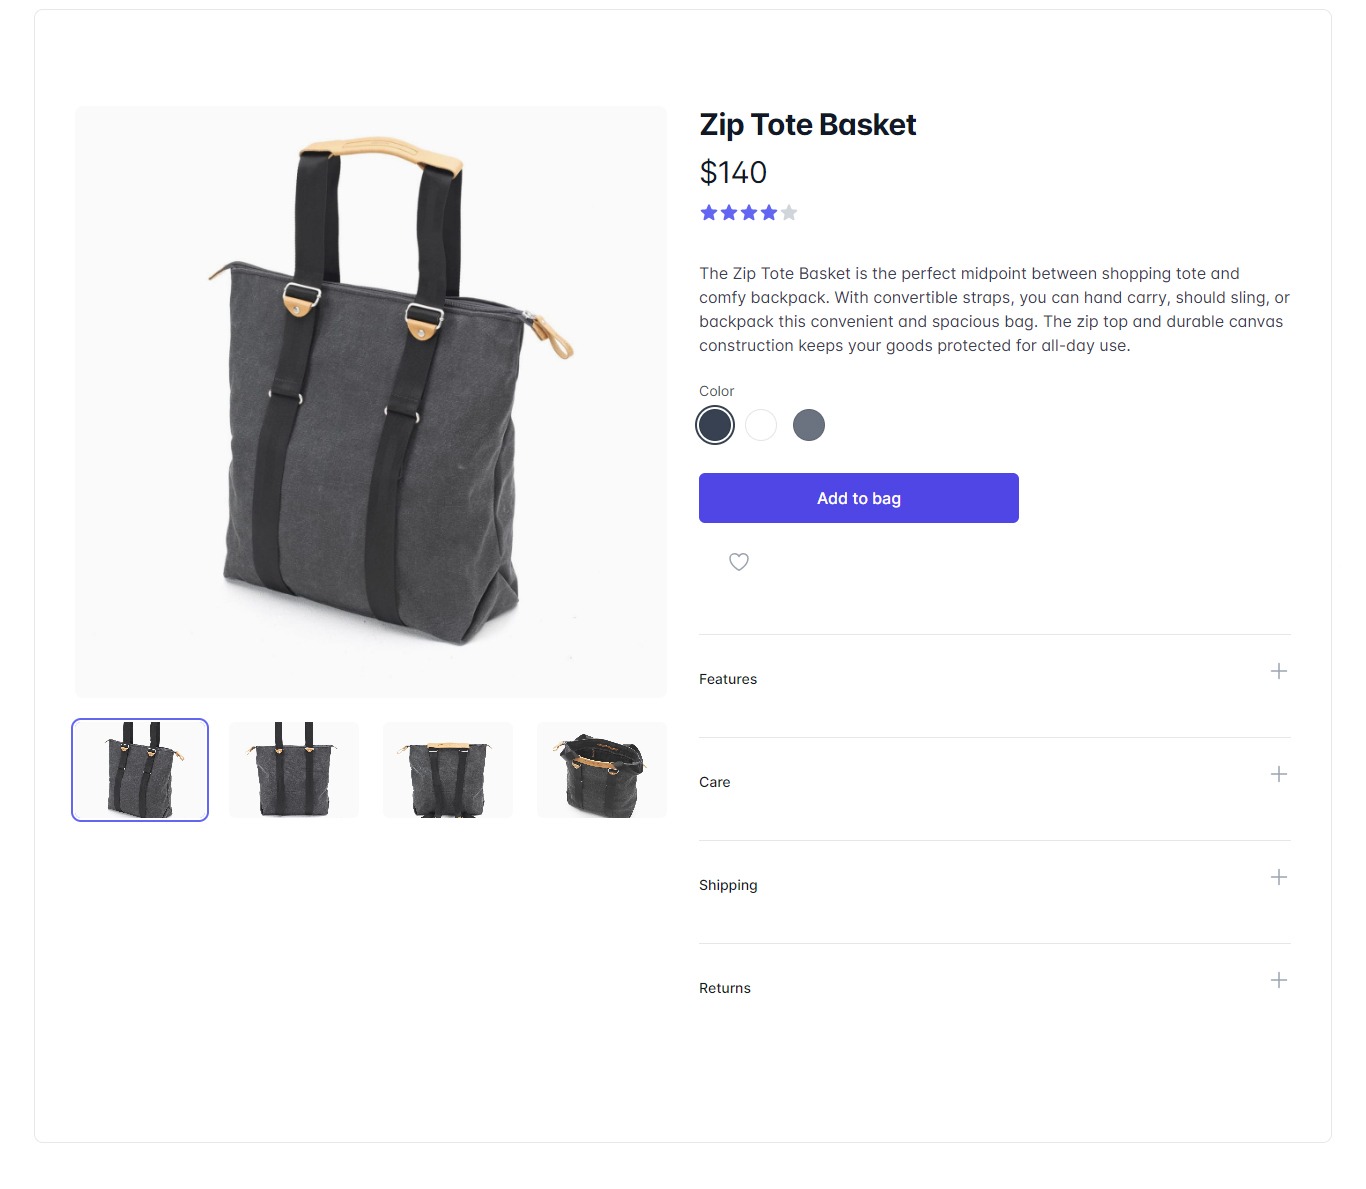 Zip Tote Basket
$140
The Zip Tote Basket is the perfect midpoint between shopping tote and
comfy backpack. With convertible straps, you can hand carry, should sling, or
backpack this convenient and spacious bag. The zip top and durable canvas
construction keeps your goods protected for all-day use.
Color
Add to bag
Features
Care
Shipping
Returns